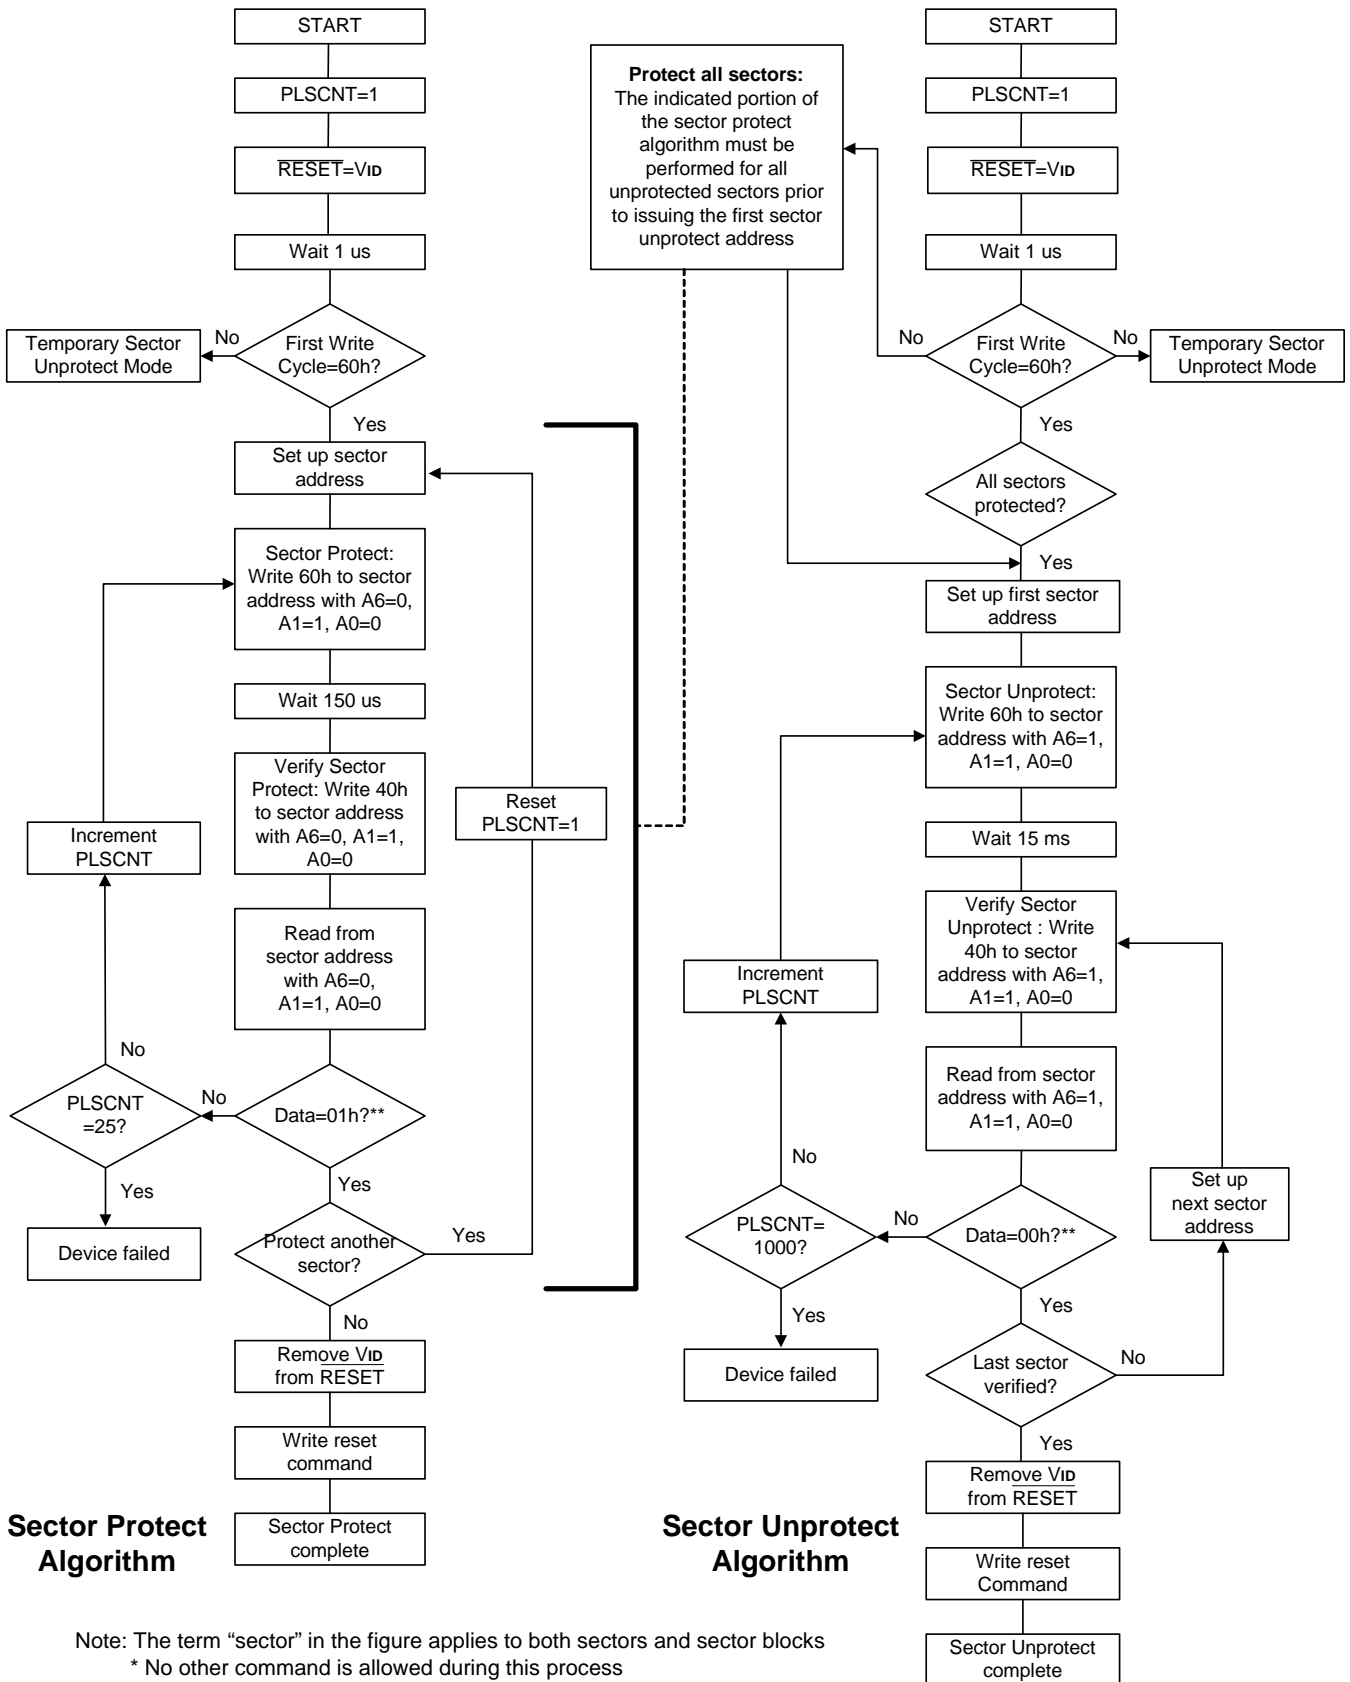 START
PLSCNT=1
RESET=VID
Wait 1 us
First Write
Cycle=60h?
No
Temporary Sector
Unprotect Mode
Yes
Set up sector
address
Sector Protect:
Write 60h to sector
address with A6=0,
A1=1, A0=0
Wait 150 us
Verify Sector
Protect: Write 40h
to sector address
with A6=0, A1=1,
A0=0
Reset
PLSCNT=1
Increment
PLSCNT
Read from
sector address
with A6=0,
A1=1, A0=0
No
PLSCNT
=25?
No
Data=01h?**
Yes
Device failed
Yes
Protect another
sector?
Yes
No
Remove VID
from RESET
Write reset
command
Sector Protect
complete
Sector Protect
Algorithm
Protect all sectors:
The indicated portion of
the sector protect
algorithm must be
performed for all
unprotected sectors prior
to issuing the first sector
unprotect address
START
PLSCNT=1
RESET=VID
Wait 1 us
No
First Write
Cycle=60h?
No
Temporary Sector
Unprotect Mode
Yes
All sectors
protected?
Yes
Set up first sector
address
Sector Unprotect:
Write 60h to sector
address with A6=1,
A1=1, A0=0
Wait 15 ms
Verify Sector
Unprotect : Write
40h to sector
address with A6=1,
A1=1, A0=0
Increment
PLSCNT
Read from sector
address with A6=1,
A1=1, A0=0
No
PLSCNT=
1000?
No
Data=00h?**
Set up
next sector
address
Yes
Device failed
Yes
Last sector
verified?
No
Yes
Remove VID
from RESET
Write reset
Command
Sector Unprotect
complete
Sector Unprotect
Algorithm
Note: The term “sector” in the figure applies to both sectors and sector blocks
* No other command is allowed during this process